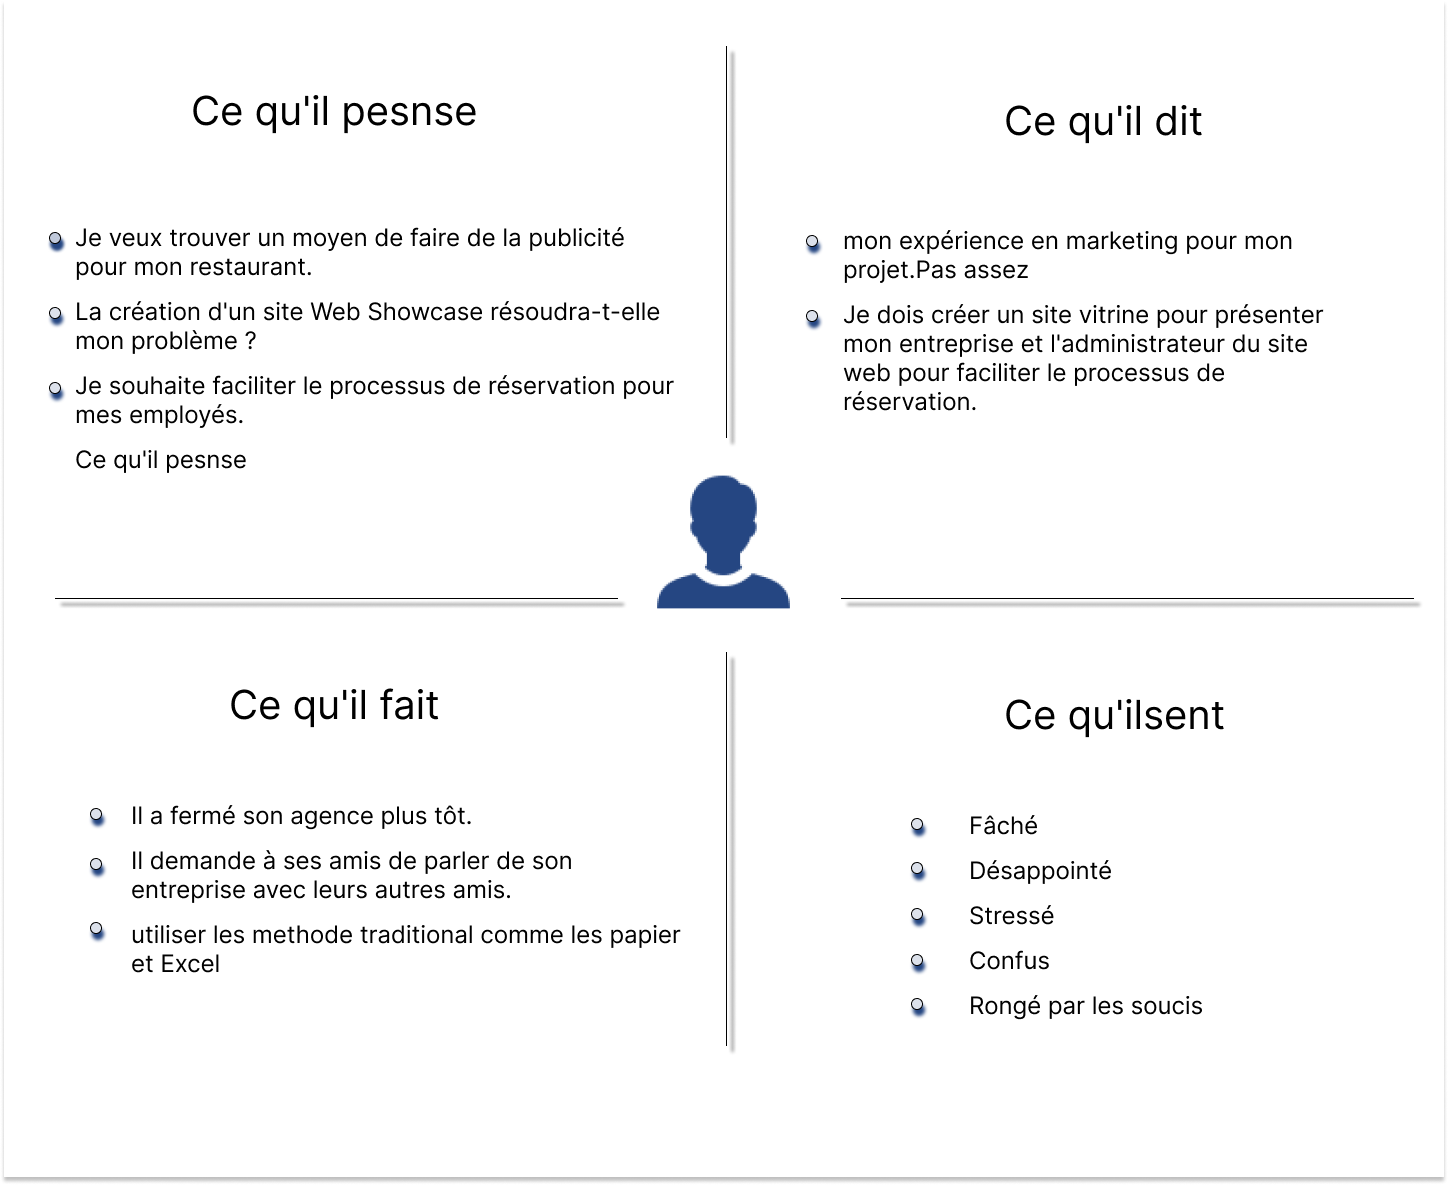 Ce qu'il pesnse
Je veux trouver un moyen de faire de la publicité
pour mon restaurant.
La création d'un site Web Showcase résoudra-t-elle
mon problème ?
Je souhaite faciliter le processus de réservation pour
mes employés.
Ce qu'il pesnse
Ce qu'il dit
mon expérience en marketing pour mon
projet.Pas assez
Je dois créer un site vitrine pour présenter
mon entreprise et l'administrateur du site
web pour faciliter le processus de
réservation.
Ce qu'il fait
Il a fermé son agence plus tôt.
Il demande à ses amis de parler de son
entreprise avec leurs autres amis.
utiliser les methode traditional comme les papier
et Excel
Ce qu'ilsent
Fâché
Désappointé
Stressé
Confus
Rongé par les soucis